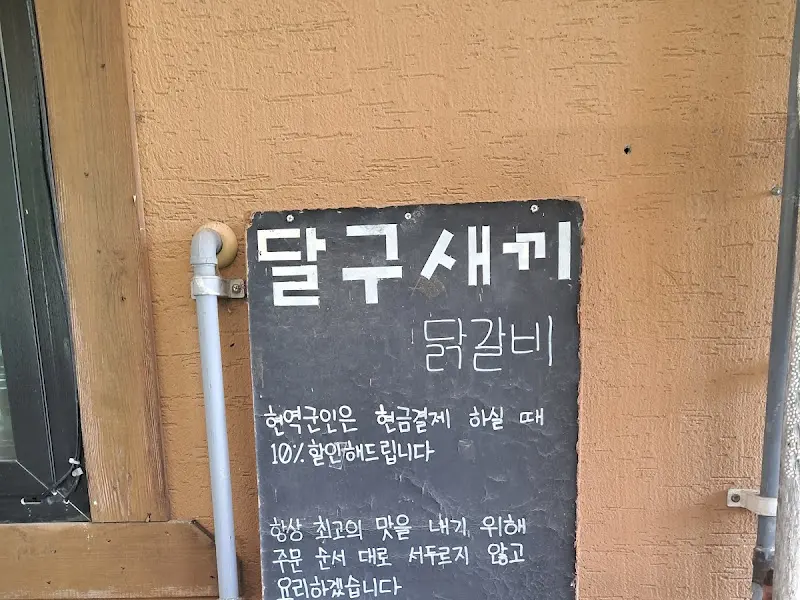 달구새끼
닭갈비
현역군인은 현금결제 하실 때
10% 할인해드립니다
항상 최고의 맛을 내기 위해
주문 순서 대로 서두르지 않고
요리하겠습니다